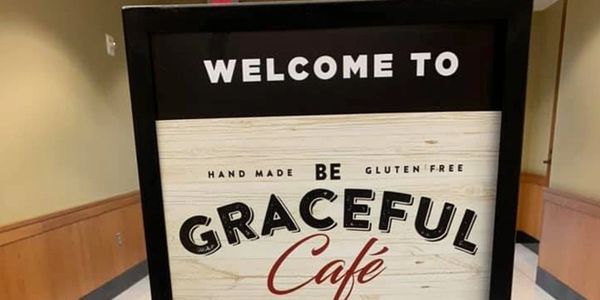 WELCOME TO
HAND MADE BE GLUTEN FREE
GRACEFUL
Café